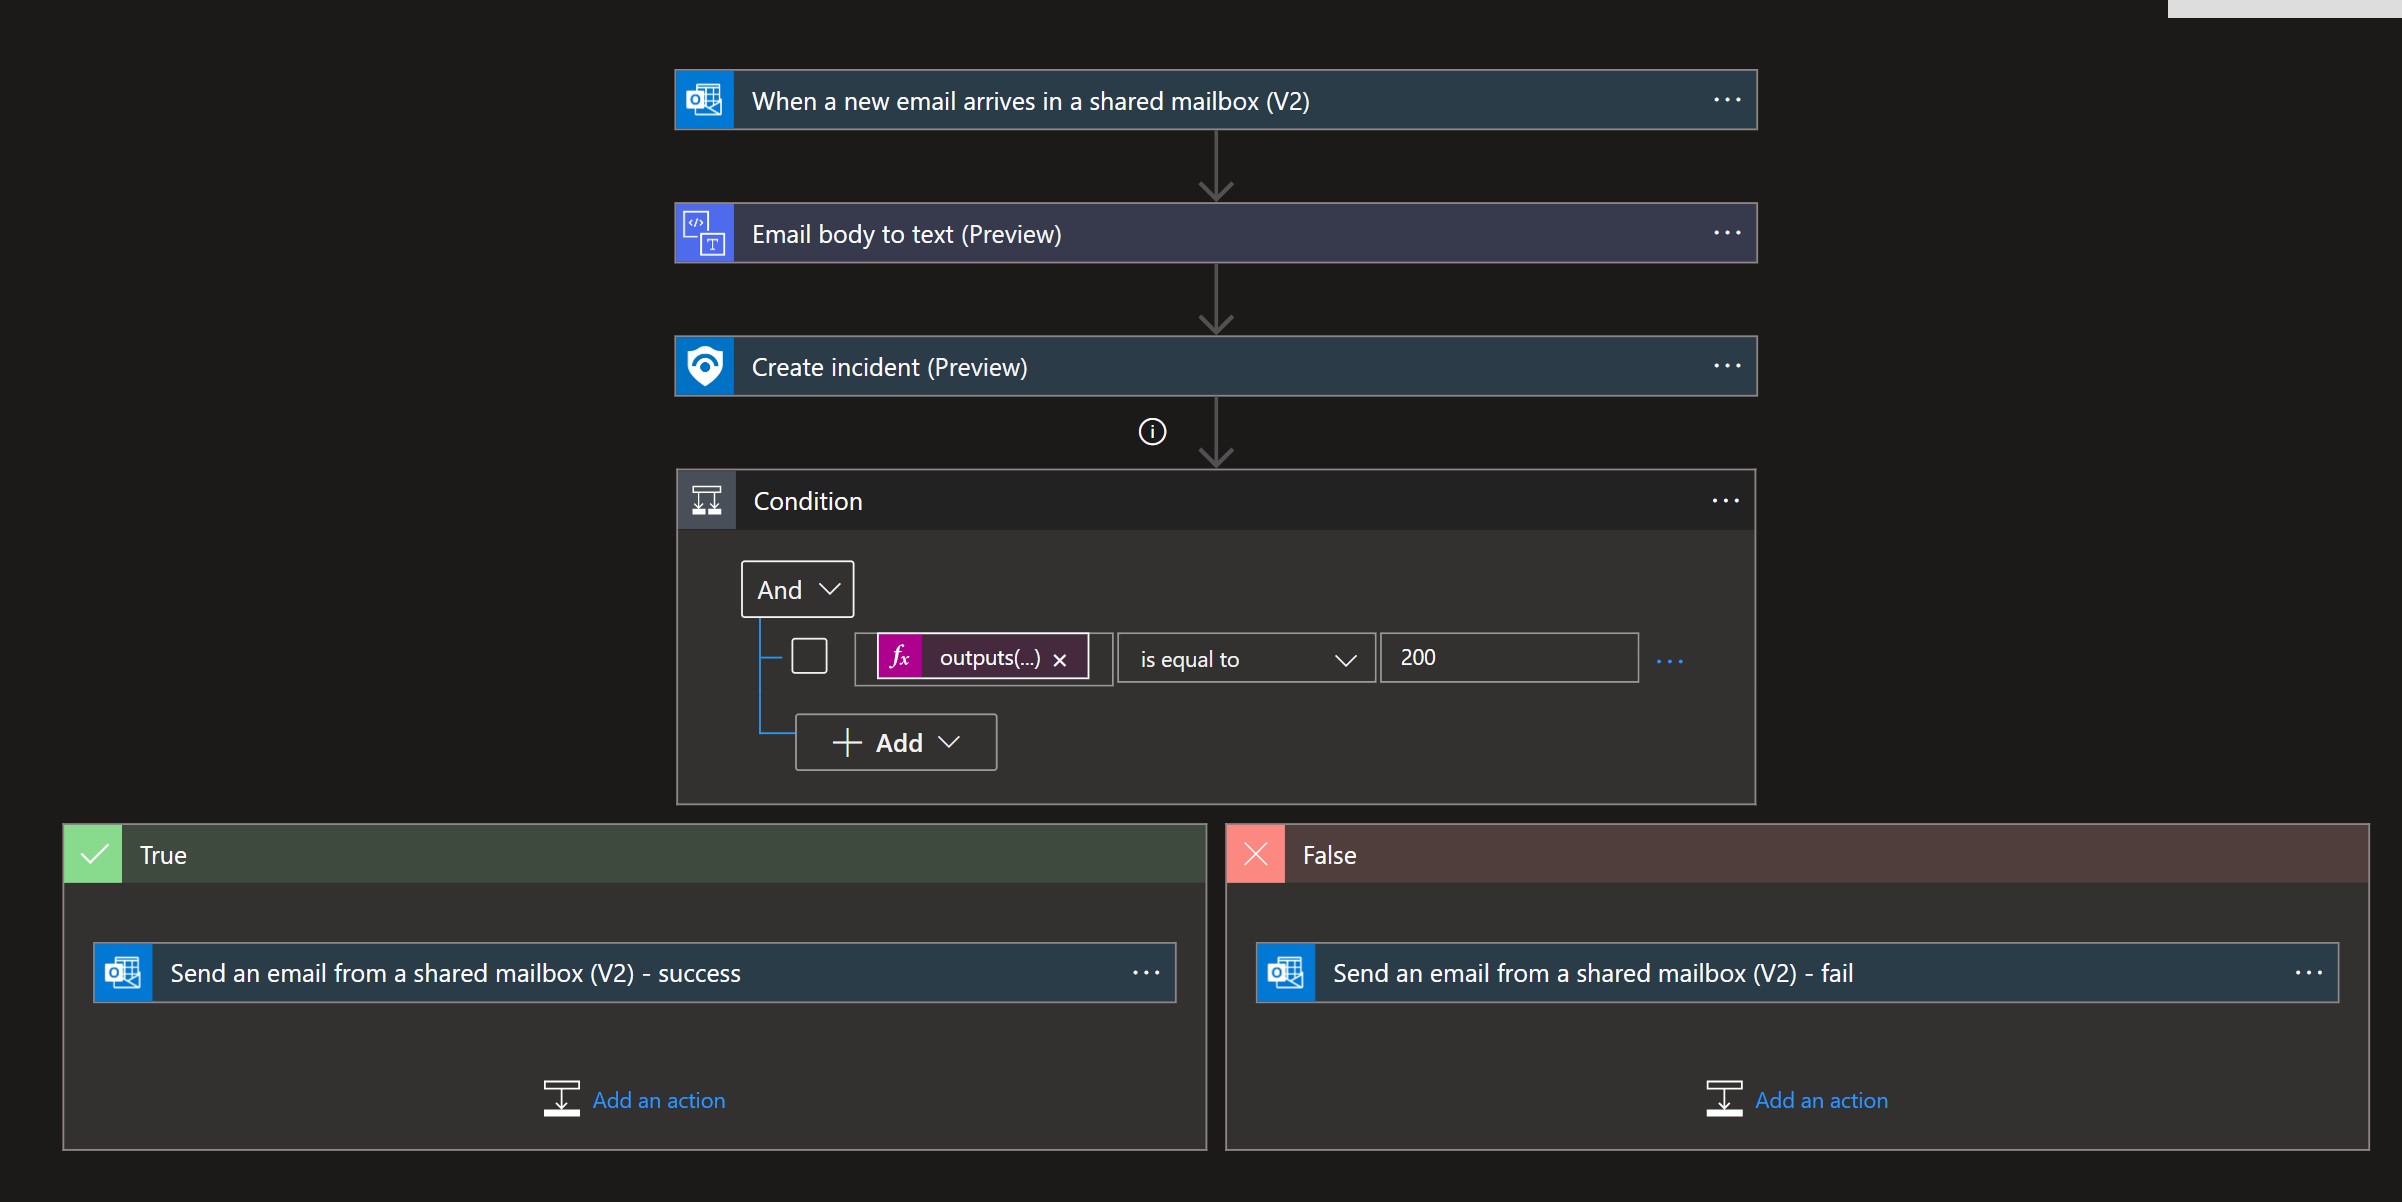 When a new email arrives in a shared mailbox (V2)
Email body to text (Preview)
Create incident (Preview)
Condition
And
fx outputs(...) × is equal to 200
Add
True
False
Send an email from a shared mailbox (V2) - success
Send an email from a shared mailbox (V2) - fail
Add an action
Add an action